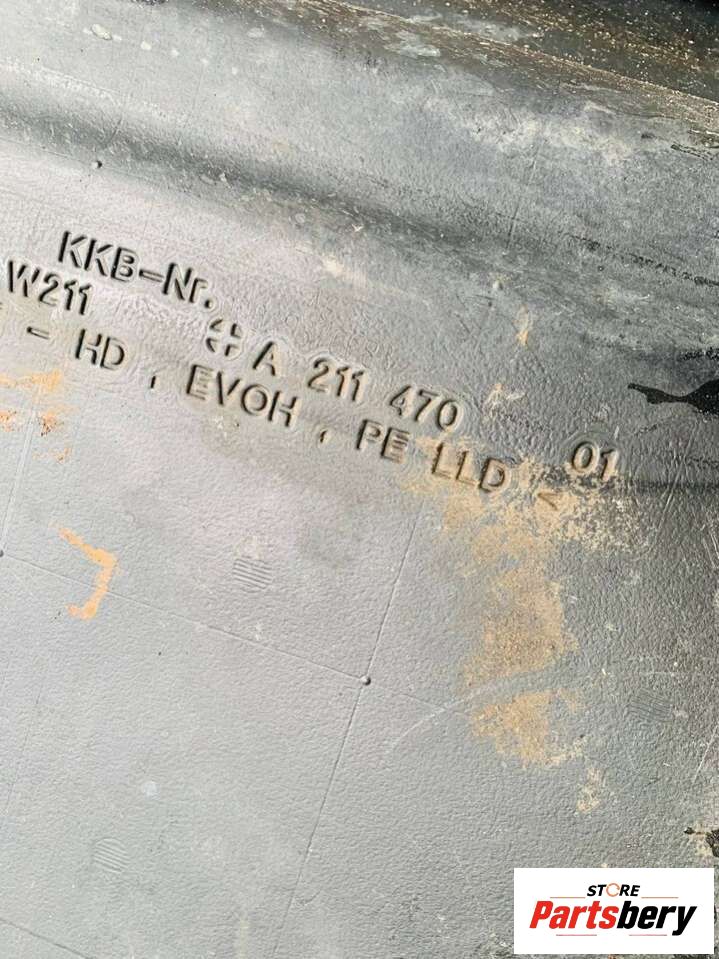 KKB-Nr.
W211 A 211 470 01
- HD , EVOH , PE LLD <
STORE
Partsbery